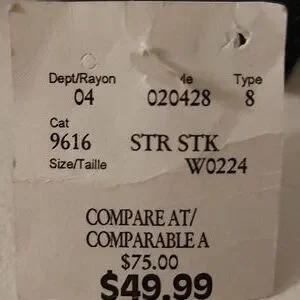 Dept/Rayon Type
04 020428 8
Cat
9616 STR STK
Size/Taille W0224
COMPARE AT/
COMPARABLE A
$75.00
$49.99